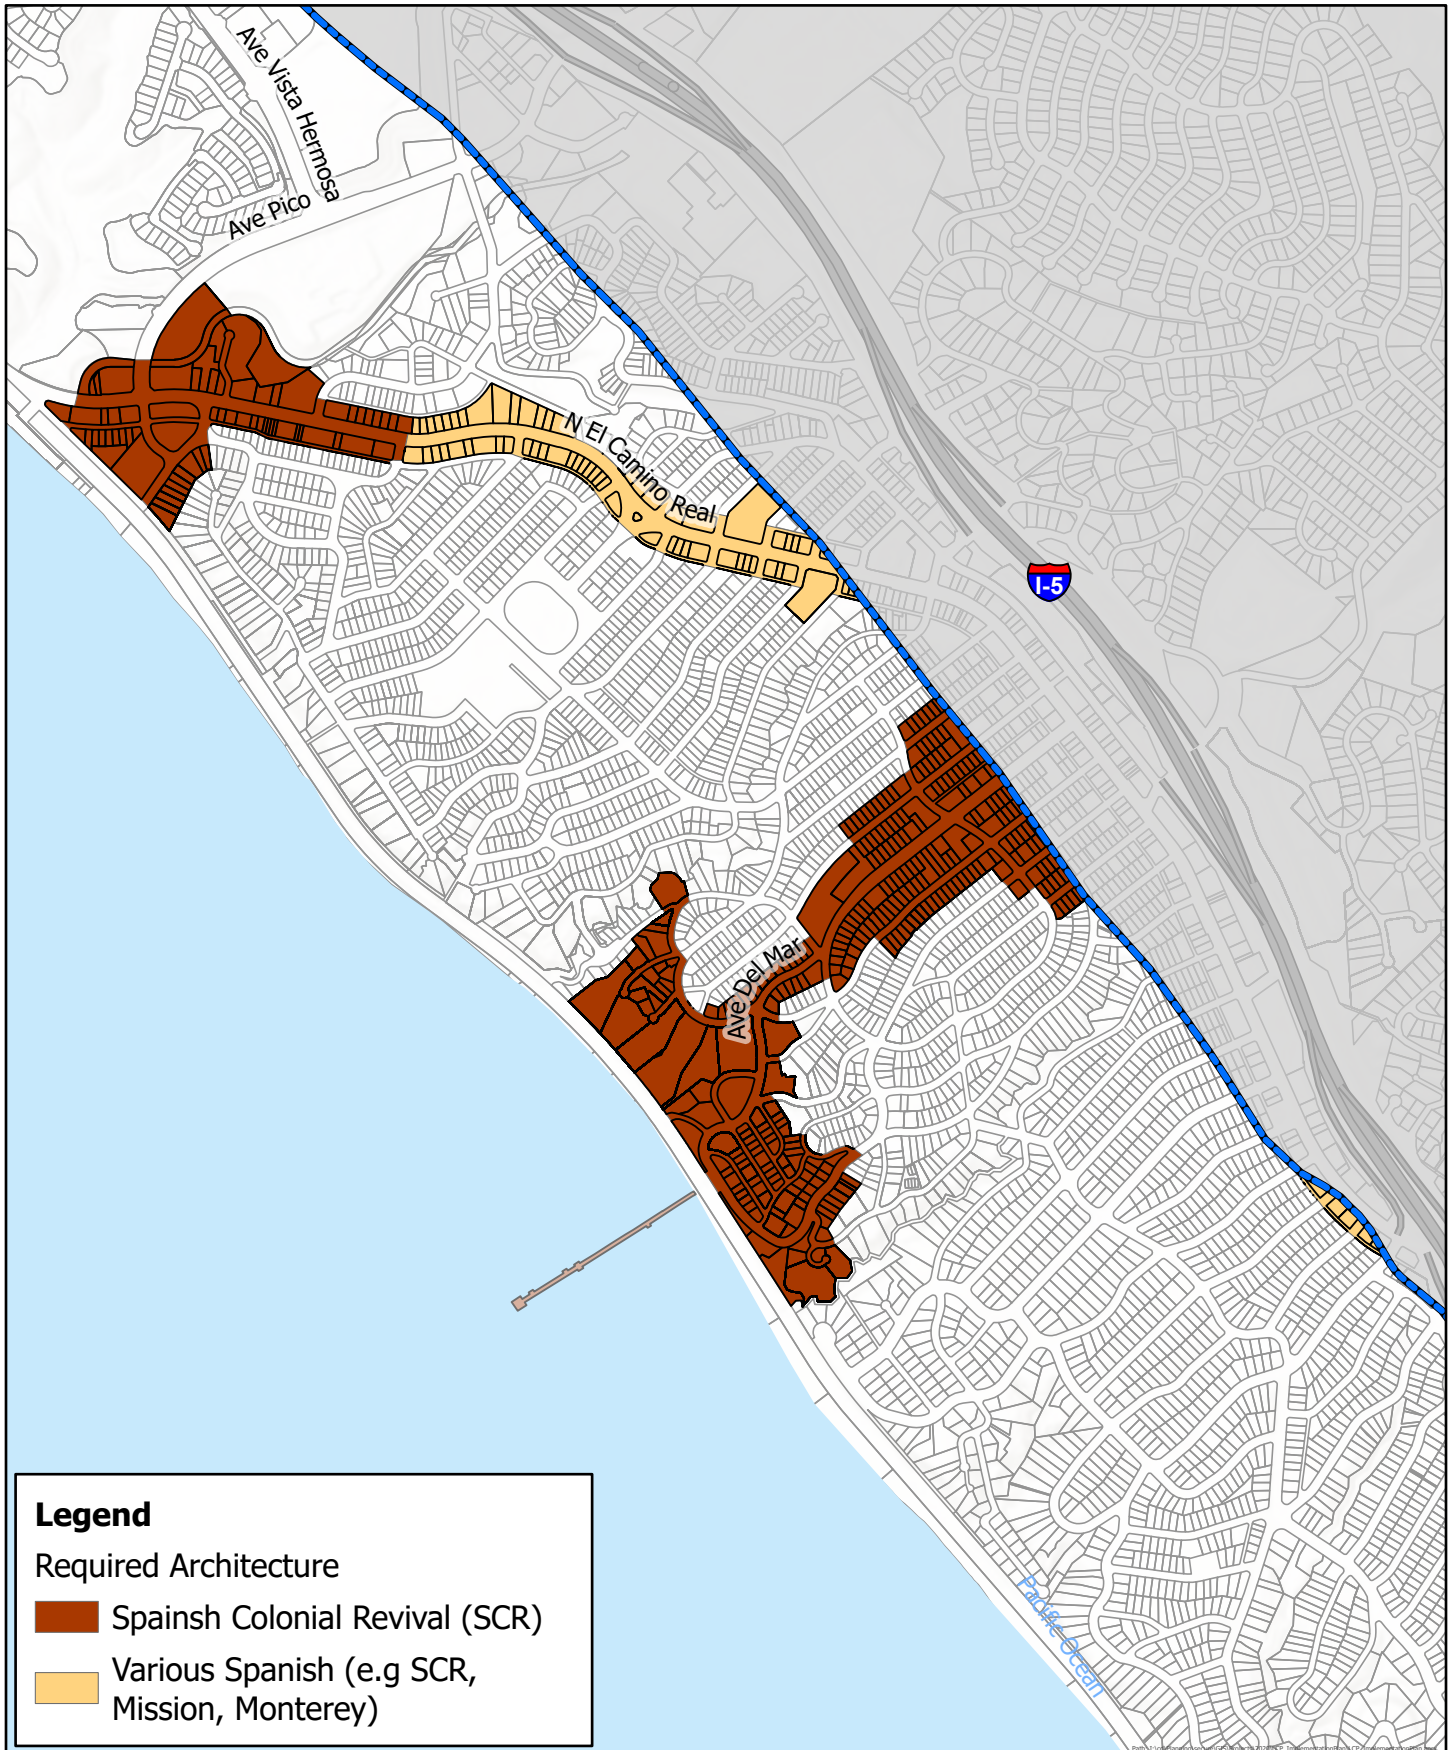 Ave Vista Hermosa
Ave Pico
N El Camino Real
I-5
Ave Del Mar
Pacific Ocean
Legend
Required Architecture
Spainsh Colonial Revival (SCR)
Various Spanish (e.g SCR,
Mission, Monterey)